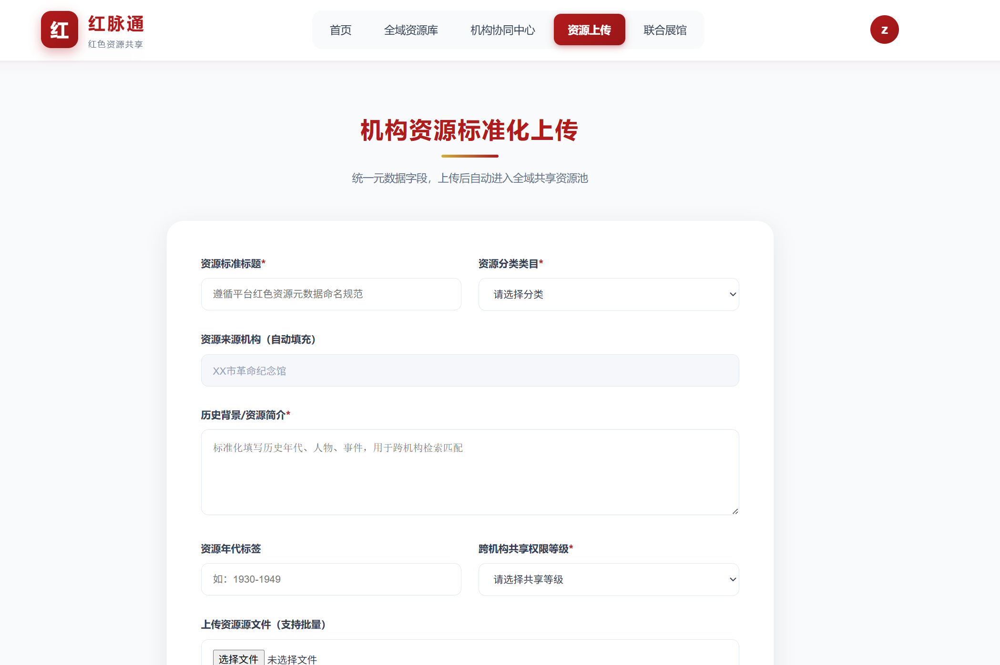 红
红脉通
红色资源共享
首页
全域资源库
机构协同中心
资源上传
联合展馆
z
机构资源标准化上传
统一元数据字段，上传后自动进入全域共享资源池
资源标准标题*
资源分类类目*
遵循平台红色资源元数据命名规范
请选择分类
资源来源机构（自动填充）
XX市革命纪念馆
历史背景/资源简介*
标准化填写历史年代、人物、事件，用于跨机构检索匹配
资源年代标签
跨机构共享权限等级*
如：1930-1949
请选择共享等级
上传资源源文件（支持批量）
选择文件 未选择文件